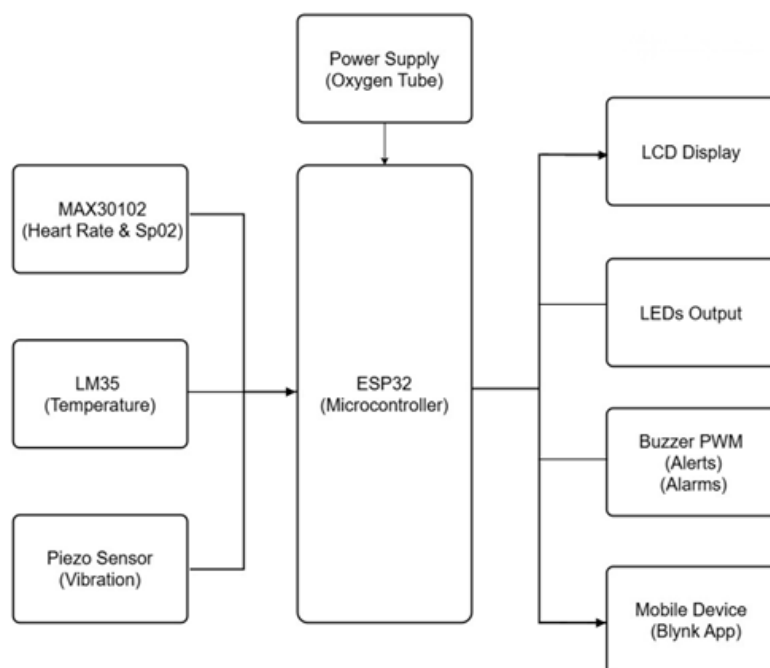 Power Supply
(Oxygen Tube)
MAX30102
(Heart Rate & Sp02)
LM35
(Temperature)
Piezo Sensor
(Vibration)
ESP32
(Microcontroller)
LCD Display
LEDs Output
Buzzer PWM
(Alerts)
(Alarms)
Mobile Device
(Blynk App)